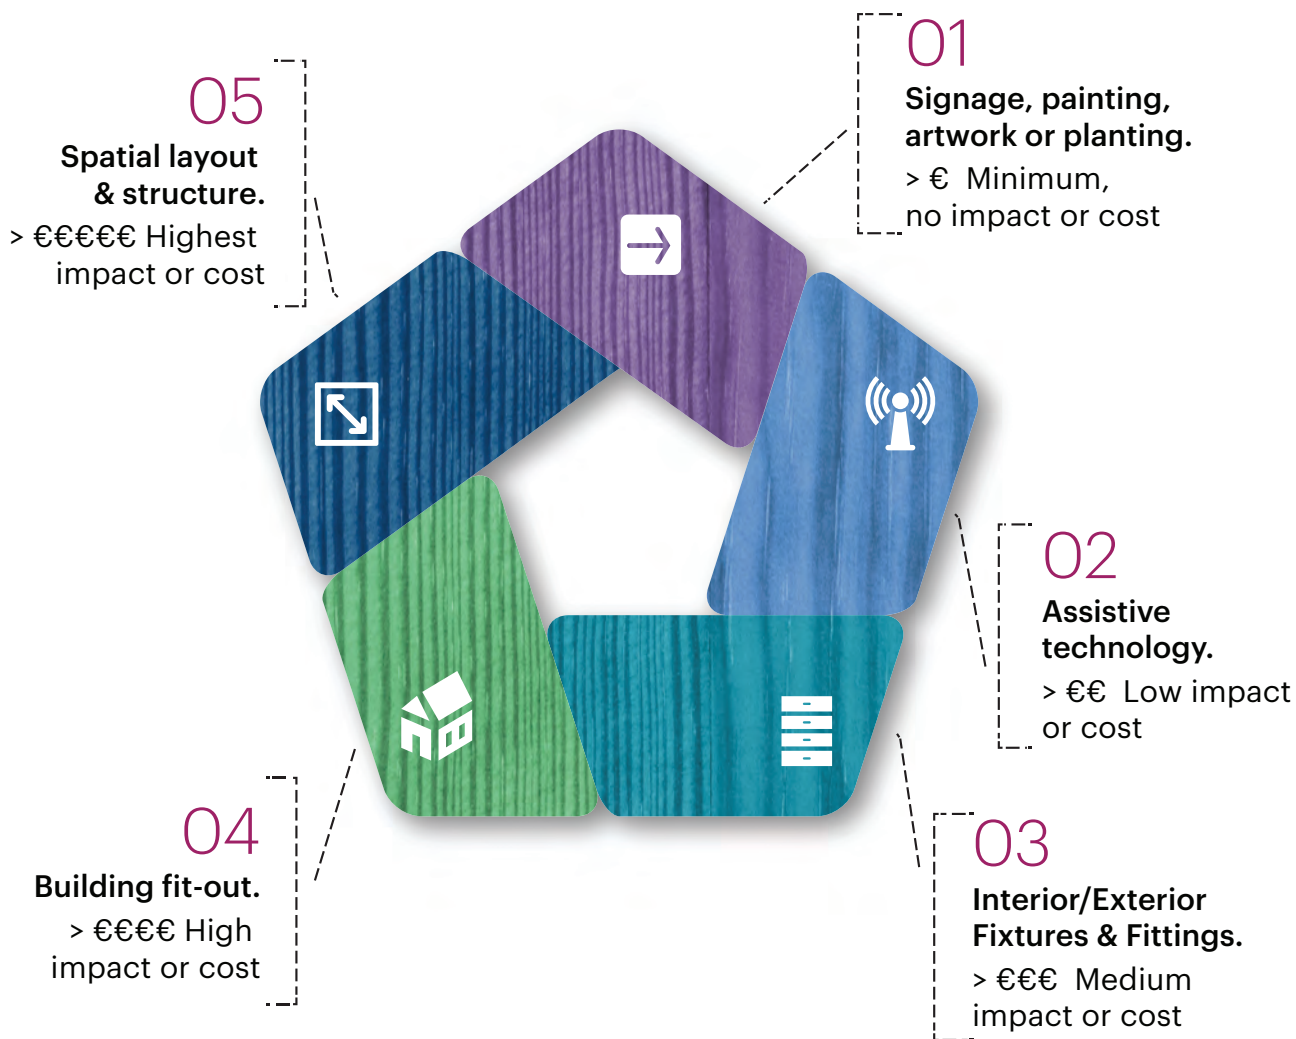 01
Signage, painting,
artwork or planting.
> € Minimum,
no impact or cost
02
Assistive
technology.
> €€ Low impact
or cost
03
Interior/Exterior
Fixtures & Fittings.
> €€€ Medium
impact or cost
04
Building fit-out.
> €€€€ High
impact or cost
05
Spatial layout
& structure.
> €€€€€ Highest
impact or cost